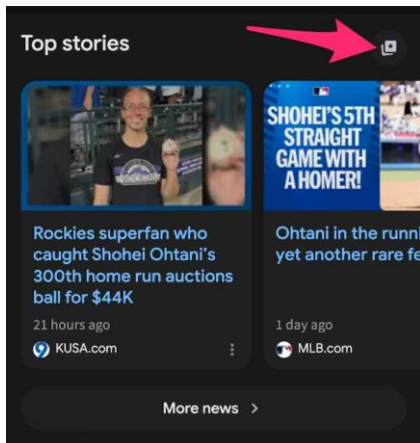 Top stories
SHOHEI'S 5TH
STRAIGHT
GAME WITH
A HOMER!
Rockies superfan who
caught Shohei Ohtani's
300th home run auctions
ball for $44K
21 hours ago
KUSA.com
Ohtani in the runni
yet another rare fe
1 day ago
MLB.com
More news >